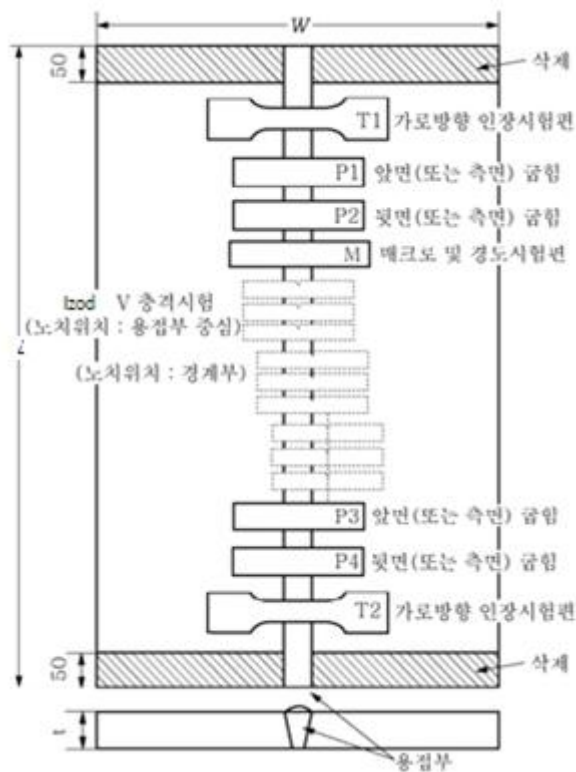 W
50
삭제
T1 가로방향 인장시험편
P1 앞면(또는 측면) 굽힘
P2 뒷면(또는 측면) 굽힘
M 매크로 및 경도시험편
Izod V 충격시험
(노치위치 : 용접부 중심)
L
(노치위치 : 경계부)
P3 앞면(또는 측면) 굽힘
P4 뒷면(또는 측면) 굽힘
T2 가로방향 인장시험편
50
삭제
t
용접부